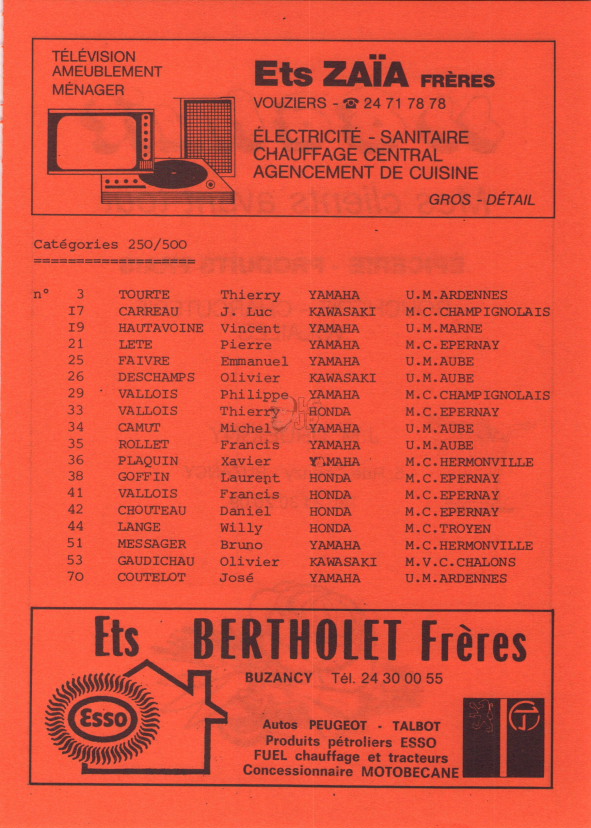 TÉLÉVISION
AMEUBLEMENT
MÉNAGER
Ets ZAÏA FRÈRES
VOUZIERS - ☎ 24 71 78 78
ÉLECTRICITÉ - SANITAIRE
CHAUFFAGE CENTRAL
AGENCEMENT DE CUISINE
GROS - DÉTAIL
Catégories 250/500
===================
n° 3 TOURTE Thierry YAMAHA U.M.ARDENNES
I7 CARREAU J. Luc KAWASAKI M.C.CHAMPIGNOLAIS
I9 HAUTAVOINE Vincent YAMAHA U.M.MARNE
21 LETE Pierre YAMAHA M.C.EPERNAY
25 FAIVRE Emmanuel YAMAHA U.M.AUBE
26 DESCHAMPS Olivier KAWASAKI U.M.AUBE
29 VALLOIS Philippe YAMAHA M.C.CHAMPIGNOLAIS
33 VALLOIS Thierry HONDA M.C.EPERNAY
34 CAMUT Michel YAMAHA U.M.AUBE
35 ROLLET Francis YAMAHA U.M.AUBE
36 PLAQUIN Xavier YAMAHA M.C.HERMONVILLE
38 GOFFIN Laurent HONDA M.C.EPERNAY
41 VALLOIS Francis HONDA M.C.EPERNAY
42 CHOUTEAU Daniel HONDA M.C.EPERNAY
44 LANGE Willy HONDA M.C.TROYEN
51 MESSAGER Bruno YAMAHA M.C.HERMONVILLE
53 GAUDICHAU Olivier KAWASAKI M.V.C.CHALONS
70 COUTELOT José YAMAHA U.M.ARDENNES
Ets BERTHOLET Frères
BUZANCY Tél. 24 30 00 55
Esso
Autos PEUGEOT - TALBOT
Produits pétroliers ESSO
FUEL chauffage et tracteurs
Concessionnaire MOTOBECANE